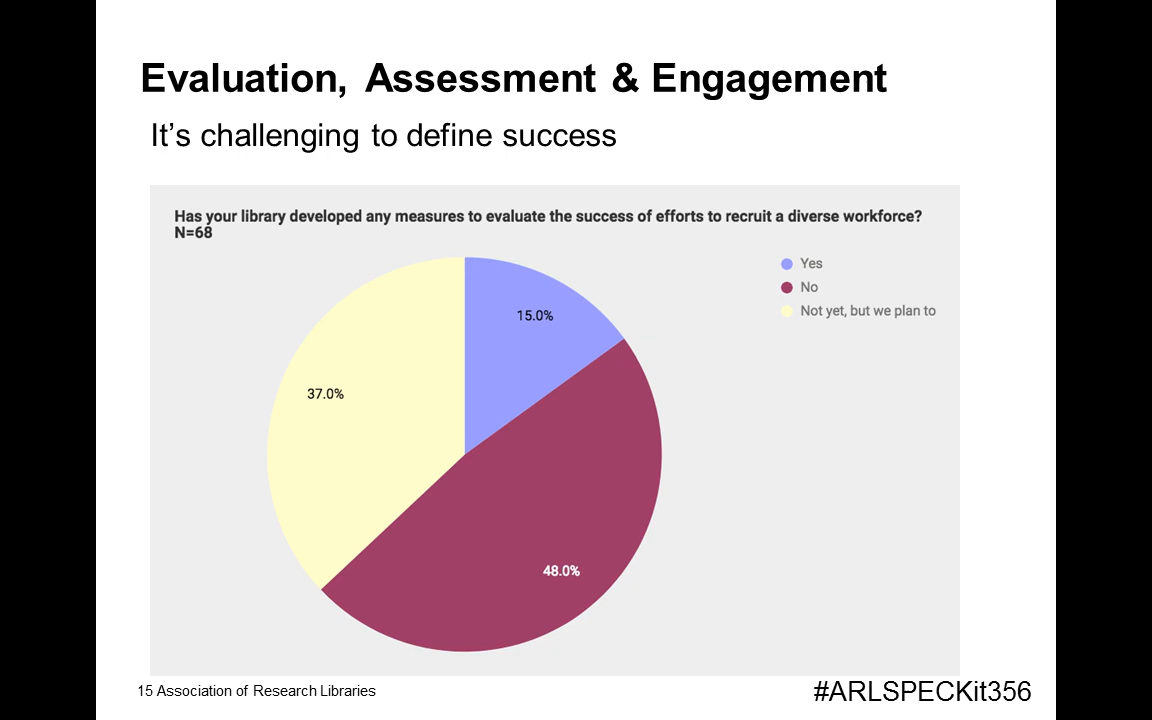 Evaluation, Assessment & Engagement
It’s challenging to define success
Has your library developed any measures to evaluate the success of efforts to recruit a diverse workforce?
N=68
Yes
No
Not yet, but we plan to
15.0%
37.0%
48.0%
15 Association of Research Libraries
#ARLSPECKit356